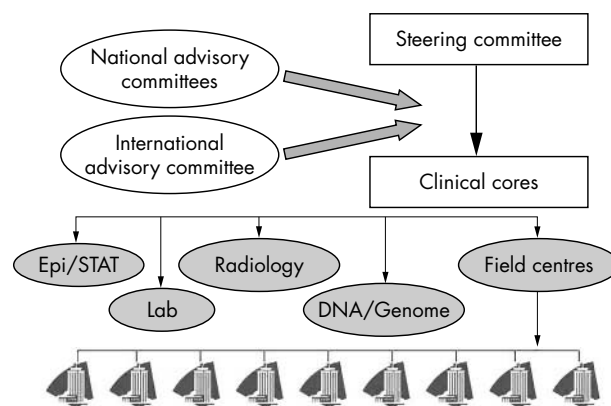 National advisory
committees
Steering committee
International
advisory committee
Clinical cores
Epi/STAT
Radiology
Field centres
Lab
DNA/Genome